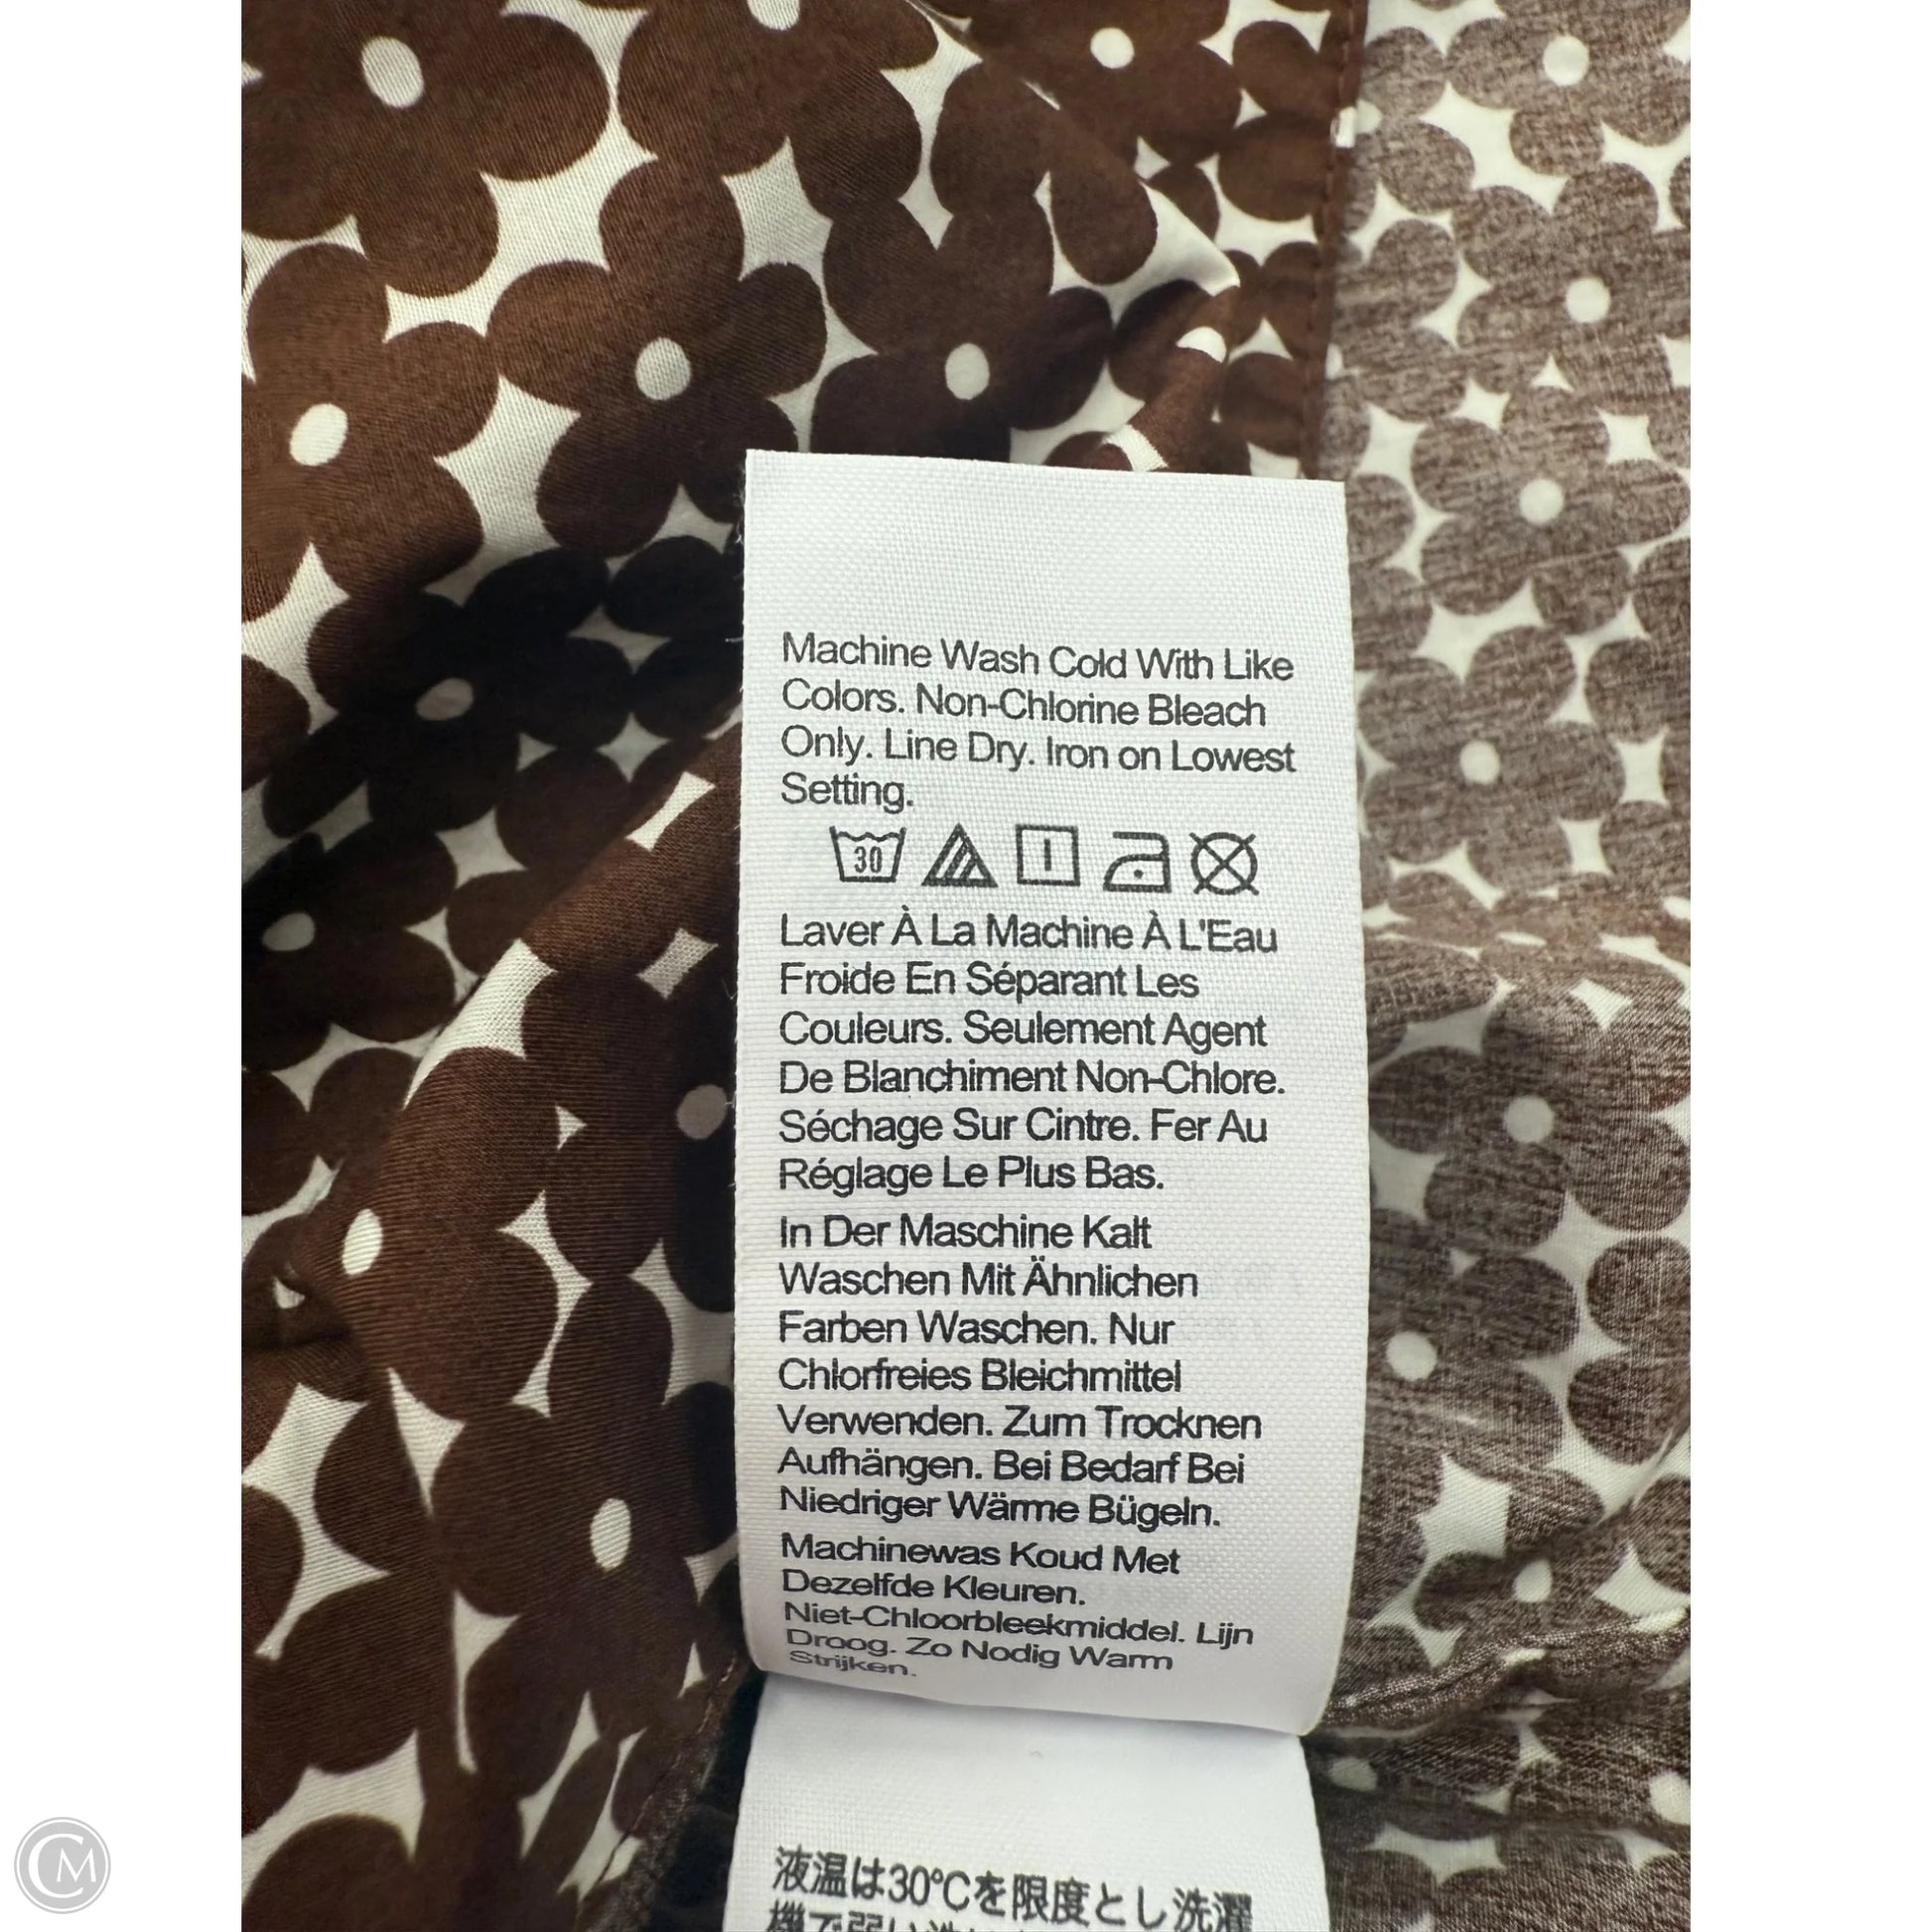 Machine Wash Cold With Like
Colors. Non-Chlorine Bleach
Only. Line Dry. Iron on Lowest
Setting.
30
Laver À La Machine À L'Eau
Froide En Séparant Les
Couleurs. Seulement Agent
De Blanchiment Non-Chlore.
Séchage Sur Cintre. Fer Au
Réglage Le Plus Bas.
In Der Maschine Kalt
Waschen Mit Ähnlichen
Farben Waschen. Nur
Chlorfreies Bleichmittel
Verwenden. Zum Trocknen
Aufhängen. Bei Bedarf Bei
Niedriger Wärme Bügeln.
Machinewas Koud Met
Dezelfde Kleuren.
Niet-Chloorbleekmiddel. Lijn
Droog. Zo Nodig Warm
Strijken.
液温は30℃を限度とし洗濯
CM